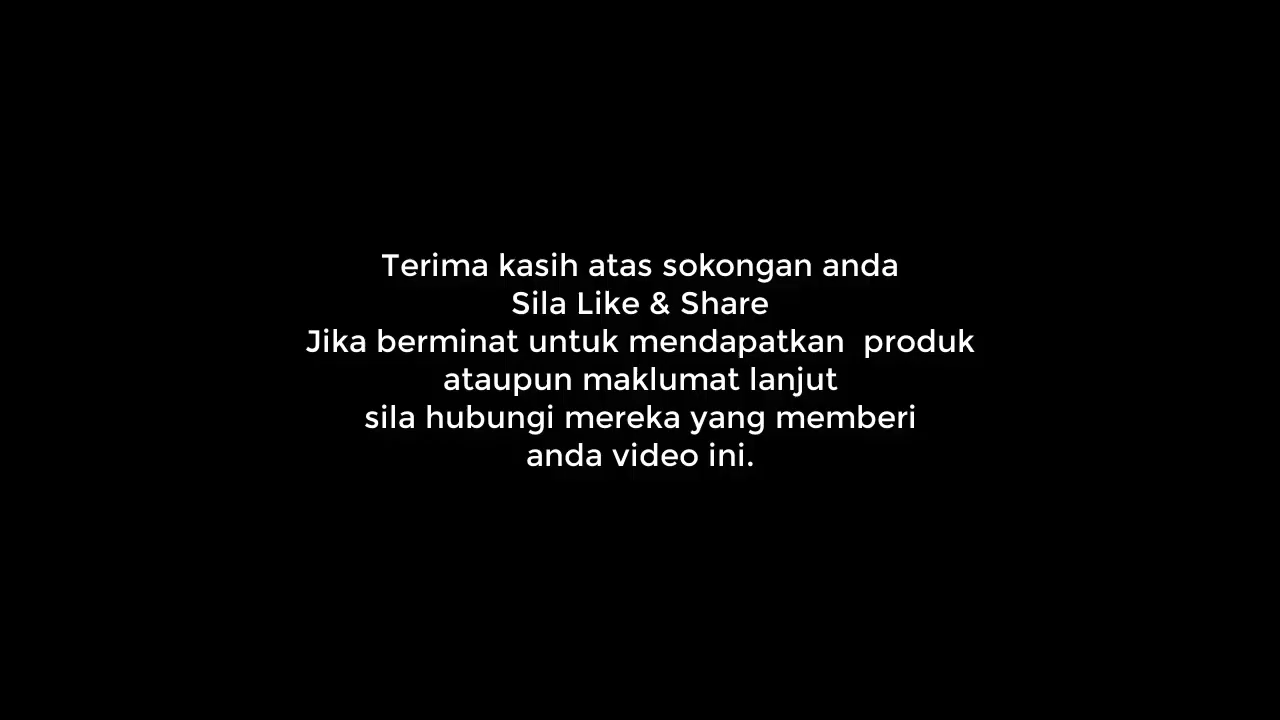 Terima kasih atas sokongan anda
Sila Like & Share
Jika berminat untuk mendapatkan  produk
ataupun maklumat lanjut
sila hubungi mereka yang memberi
anda video ini.